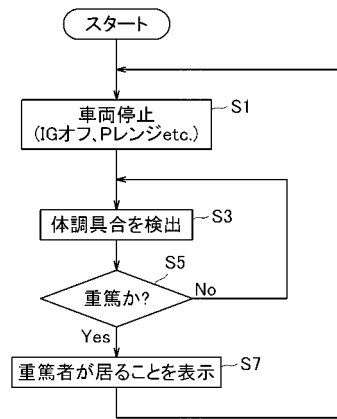 スタート
車両停止
(IGオフ、Pレンジetc.)
S1
体調具合を検出
S3
重篤か?
S5
No
Yes
重篤者が居ることを表示
S7